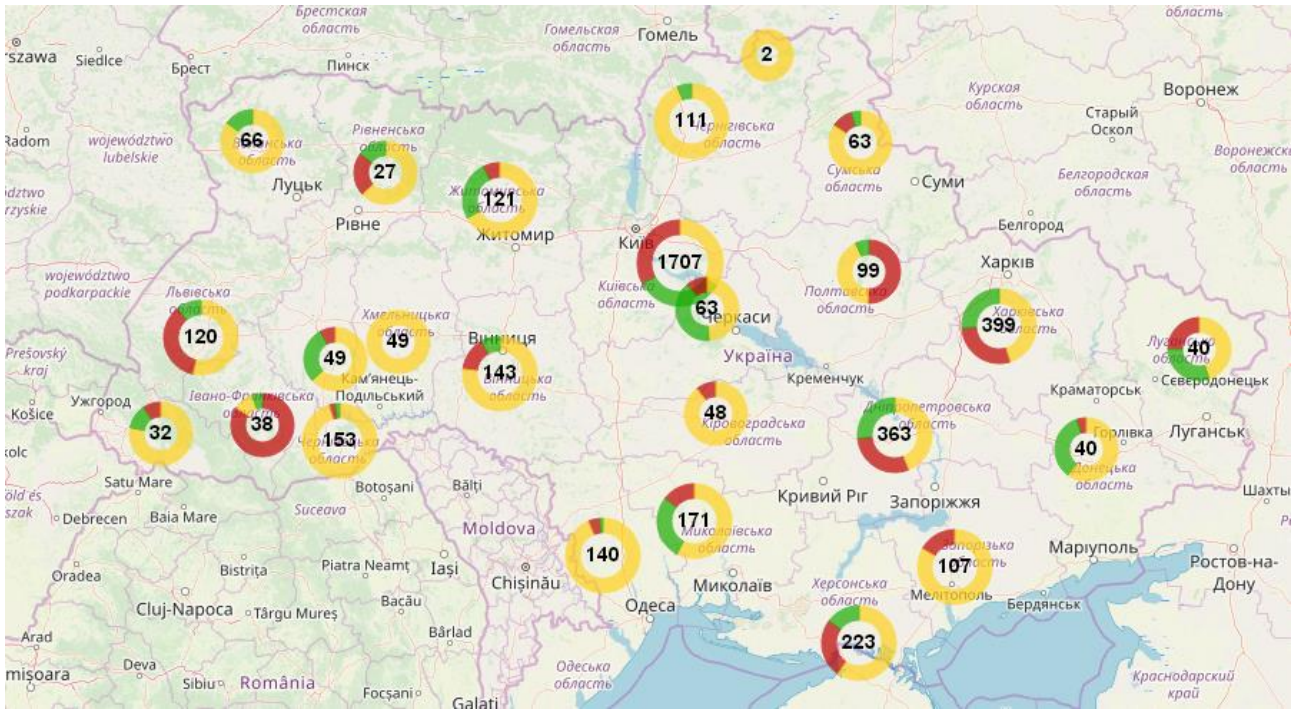 Брестская
область
Гомельская
область
Гомель
область
rszawa
Siedlce
Брест
Пинск
2
Курская
область
Воронеж
Старый
Оскол
Radom
województwo
lubelskie
66
область
Рівненська
область
27
111
Чернігівська
область
63
Сумська
область
Суми
Белгородская
область
Воронежска
область
Луцьк
Рівне
121
область
Житомир
Київ
Белгород
województwo
podkarpackie
1707
Київська
область
99
Полтавська
область
Харків
Львівська
область
120
Хмельницька
область
49
49
Вінниця
143
Вінницька
область
63
Черкаси
Україна
399
Харківська
область
40
Луганська
область
Prešovský
kraj
Кам'янець-
Подільський
Кременчук
Краматорськ
Сєвєродонецьк
Košice
Ужгород
Івано-Франківська
38
32
153
область
48
Кіровоградська
область
Дніпропетровська
область
363
40
Горлівка
Донецька
область
Луганськ
Satu Mare
Botoșani
Bălți
Кривий Ріг
Запоріжжя
Шахты
Debrecen
Baia Mare
Suceava
Moldova
171
Миколаївська
область
Oradea
Bistrița
Piatra Neamț
Iași
Chișinău
140
Миколаїв
107
Запорізька
Маріуполь
Ростов-на-
Дону
Cluj-Napoca
Târgu Mureș
Bacău
Одеса
Херсонська
область
Мелітополь
Бердянськ
Arad
Bârlad
223
mișoara
Deva
Sibiu
România
Focșani
Galați
Одеська
область
Краснодарский
край